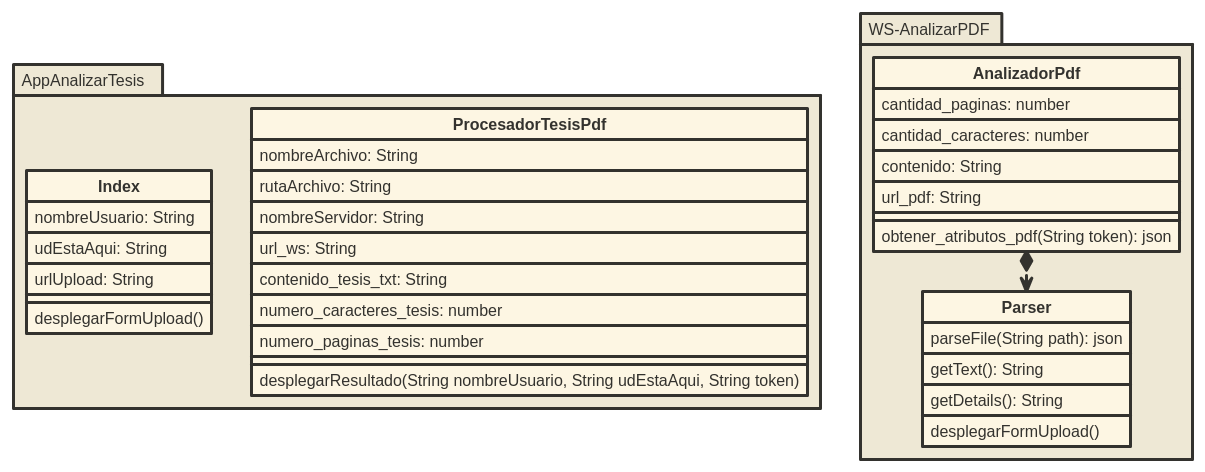 AppAnalizarTesis
Index
nombreUsuario: String
udEstaAqui: String
urlUpload: String
desplegarFormUpload()
ProcesadorTesisPdf
nombreArchivo: String
rutaArchivo: String
nombreServidor: String
url_ws: String
contenido_tesis_txt: String
numero_caracteres_tesis: number
numero_paginas_tesis: number
desplegarResultado(String nombreUsuario, String udEstaAqui, String token)
WS-AnalizarPDF
AnalizadorPdf
cantidad_paginas: number
cantidad_caracteres: number
contenido: String
url_pdf: String
obtener_atributos_pdf(String token): json
Parser
parseFile(String path): json
getText(): String
getDetails(): String
desplegarFormUpload()